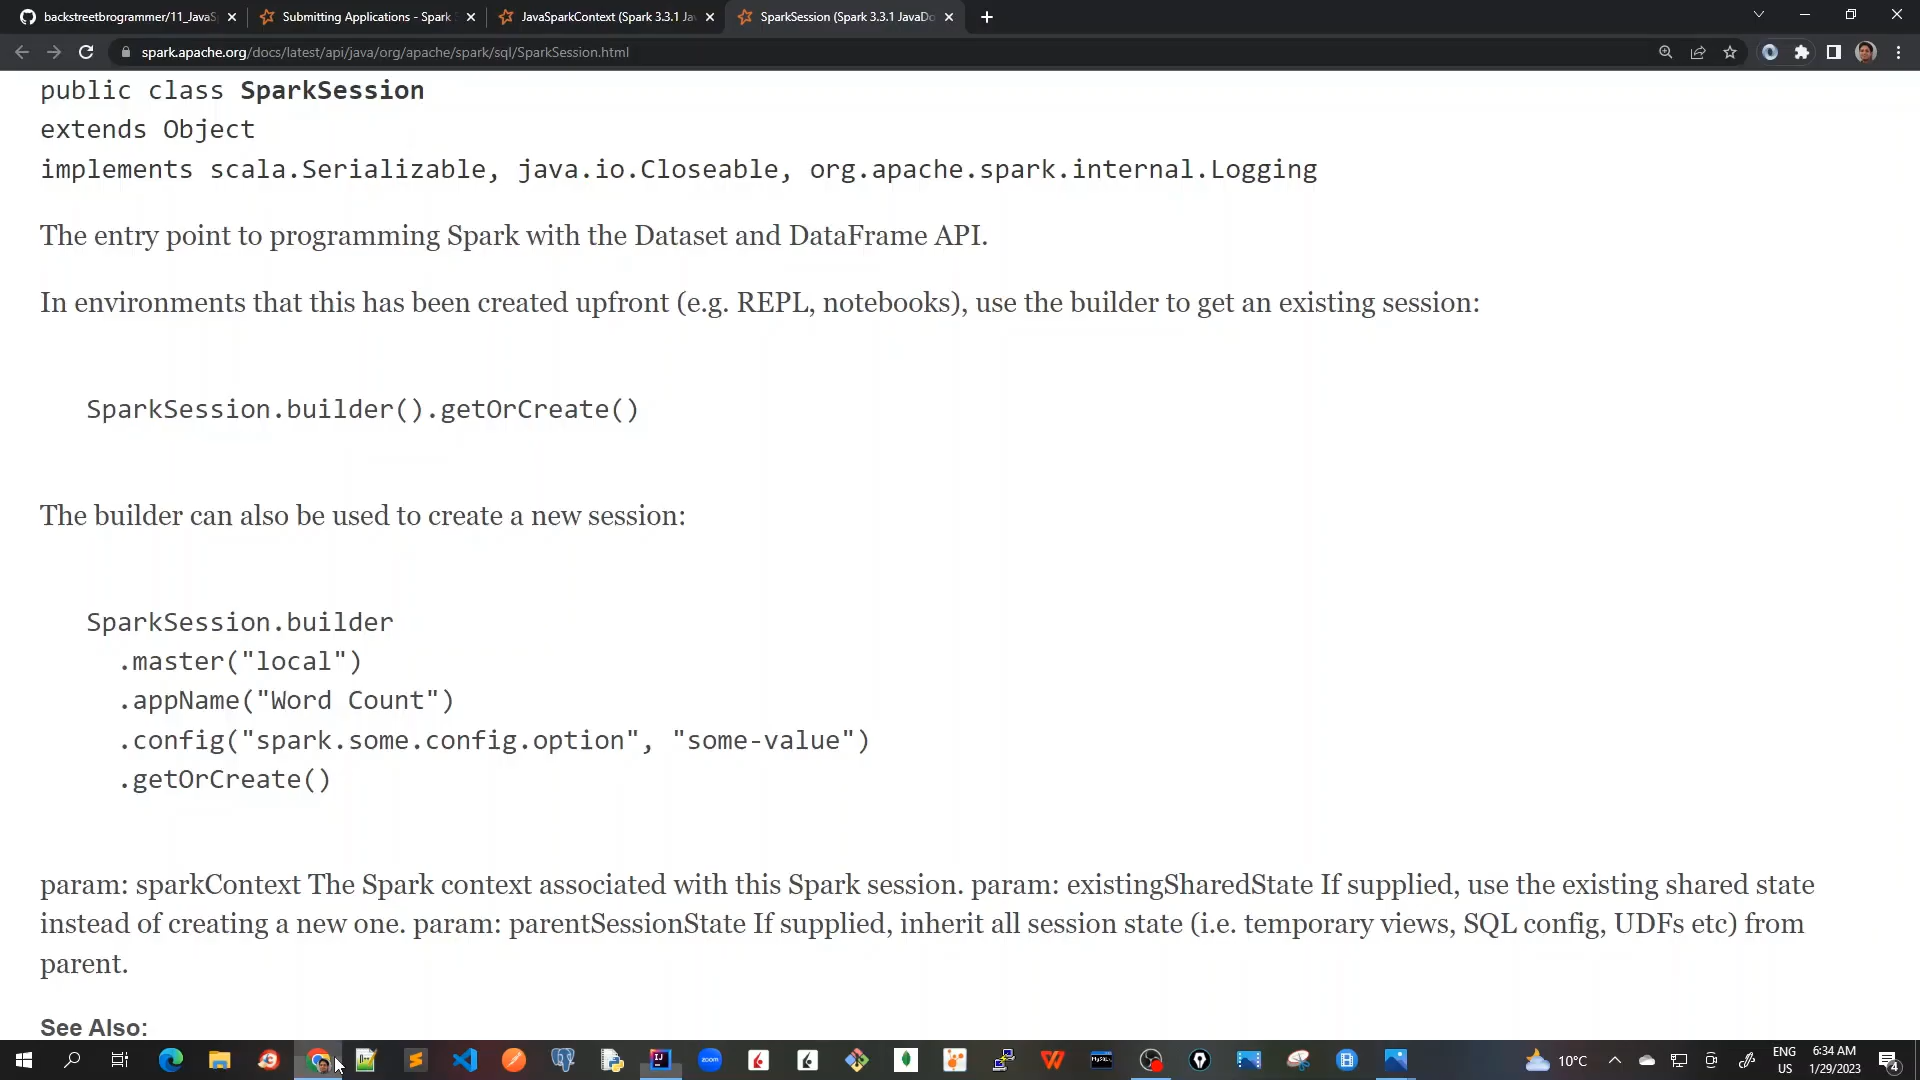 backstreetbrogrammer/11_JavaS
Submitting Applications - Spark
JavaSparkContext (Spark 3.3.1 Ja
SparkSession (Spark 3.3.1 JavaDo
spark.apache.org/docs/latest/api/java/org/apache/spark/sql/SparkSession.html
public class SparkSession
extends Object
implements scala.Serializable, java.io.Closeable, org.apache.spark.internal.Logging
The entry point to programming Spark with the Dataset and DataFrame API.
In environments that this has been created upfront (e.g. REPL, notebooks), use the builder to get an existing session:
SparkSession.builder().getOrCreate()
The builder can also be used to create a new session:
SparkSession.builder
.master("local")
.appName("Word Count")
.config("spark.some.config.option", "some-value")
.getOrCreate()
param: sparkContext The Spark context associated with this Spark session. param: existingSharedState If supplied, use the existing shared state
instead of creating a new one. param: parentSessionState If supplied, inherit all session state (i.e. temporary views, SQL config, UDFs etc) from
parent.
See Also:
zoom
10°C
ENG
US
6:34 AM
1/29/2023
4